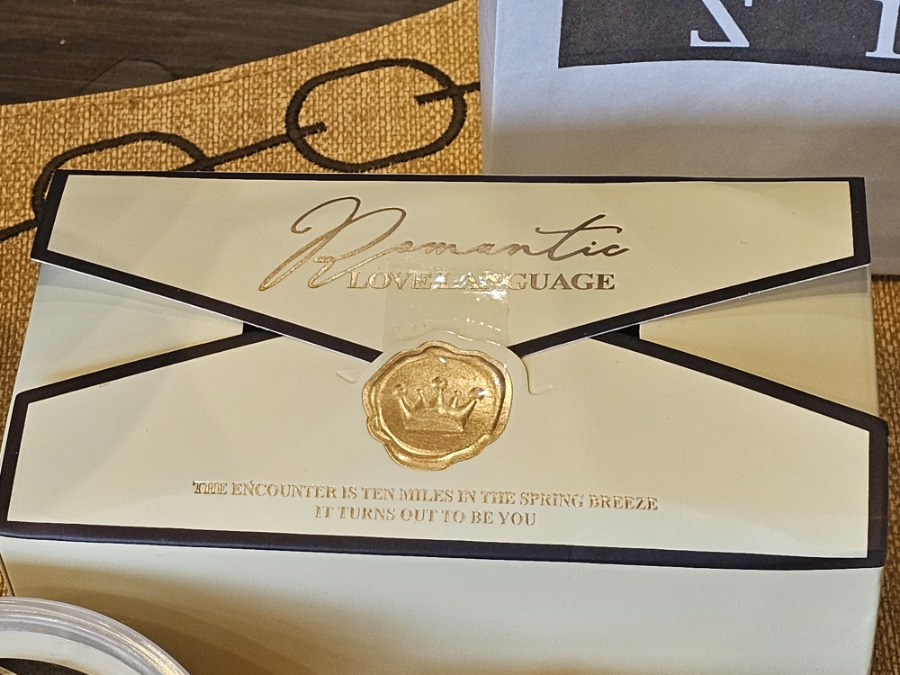 Romantic
LOVE LANGUAGE
THE ENCOUNTER IS TEN MILES IN THE SPRING BREEZE
IT TURNS OUT TO BE YOU